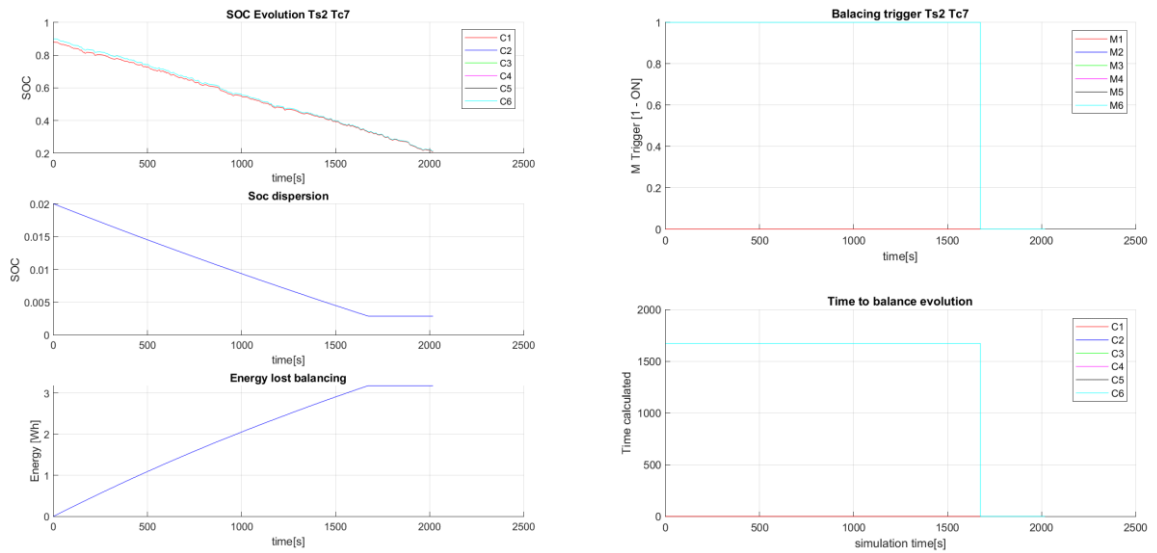 SOC Evolution Ts2 Tc7
1
0.8
0.6
0.4
0.2
SOC
0 500 1000 1500 2000 2500
time[s]
C1
C2
C3
C4
C5
C6
Soc dispersion
0.02
0.015
0.01
0.005
0
SOC
0 500 1000 1500 2000 2500
time[s]
Energy lost balancing
3
2
1
0
Energy [Wh]
0 500 1000 1500 2000 2500
time[s]
Balacing trigger Ts2 Tc7
1
0.8
0.6
0.4
0.2
0
M Trigger [1 - ON]
0 500 1000 1500 2000 2500
time[s]
M1
M2
M3
M4
M5
M6
Time to balance evolution
2000
1500
1000
500
0
Time calculated
0 500 1000 1500 2000 2500
simulation time[s]
C1
C2
C3
C4
C5
C6